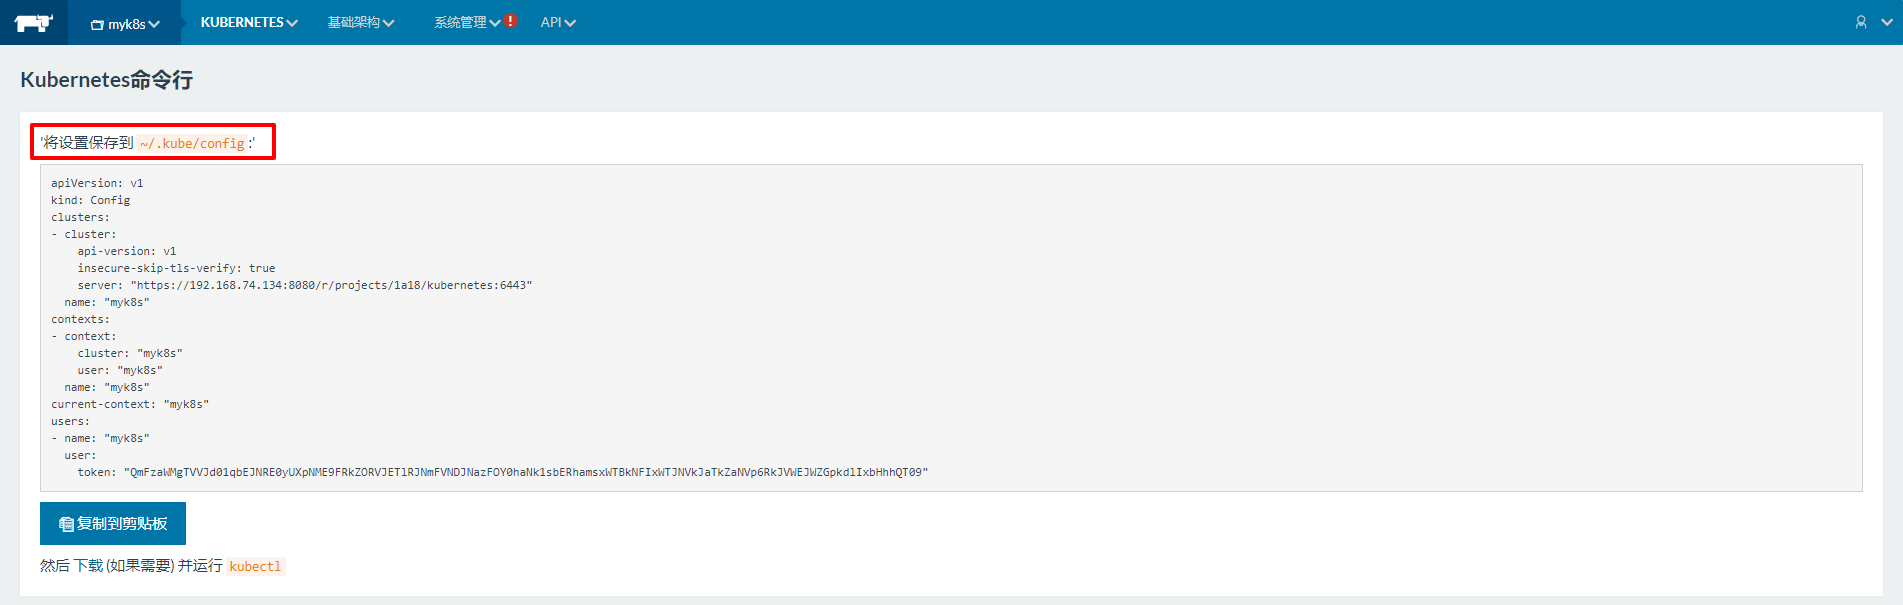 myk8s KUBERNETES 基础架构 系统管理 ! API
Kubernetes命令行
'将设置保存到 ~/.kube/config:'
apiVersion: v1
kind: Config
clusters:
- cluster:
    api-version: v1
    insecure-skip-tls-verify: true
    server: "https://192.168.74.134:8080/r/projects/1a18/kubernetes:6443"
  name: "myk8s"
contexts:
- context:
    cluster: "myk8s"
    user: "myk8s"
  name: "myk8s"
current-context: "myk8s"
users:
- name: "myk8s"
  user:
    token: "QmFzaWMgTVVJd01qbEJNRE0yUXpNME9FRkZORVJETlRJNmFVNDJNazFOY0haNk1sbERhamsxWTBkNFIxWTJNVkJaTkZaNVp6RkJVWEJWZGpkdlIxbHhhQT09"
复制到剪贴板
然后 下载 (如果需要) 并运行 kubectl